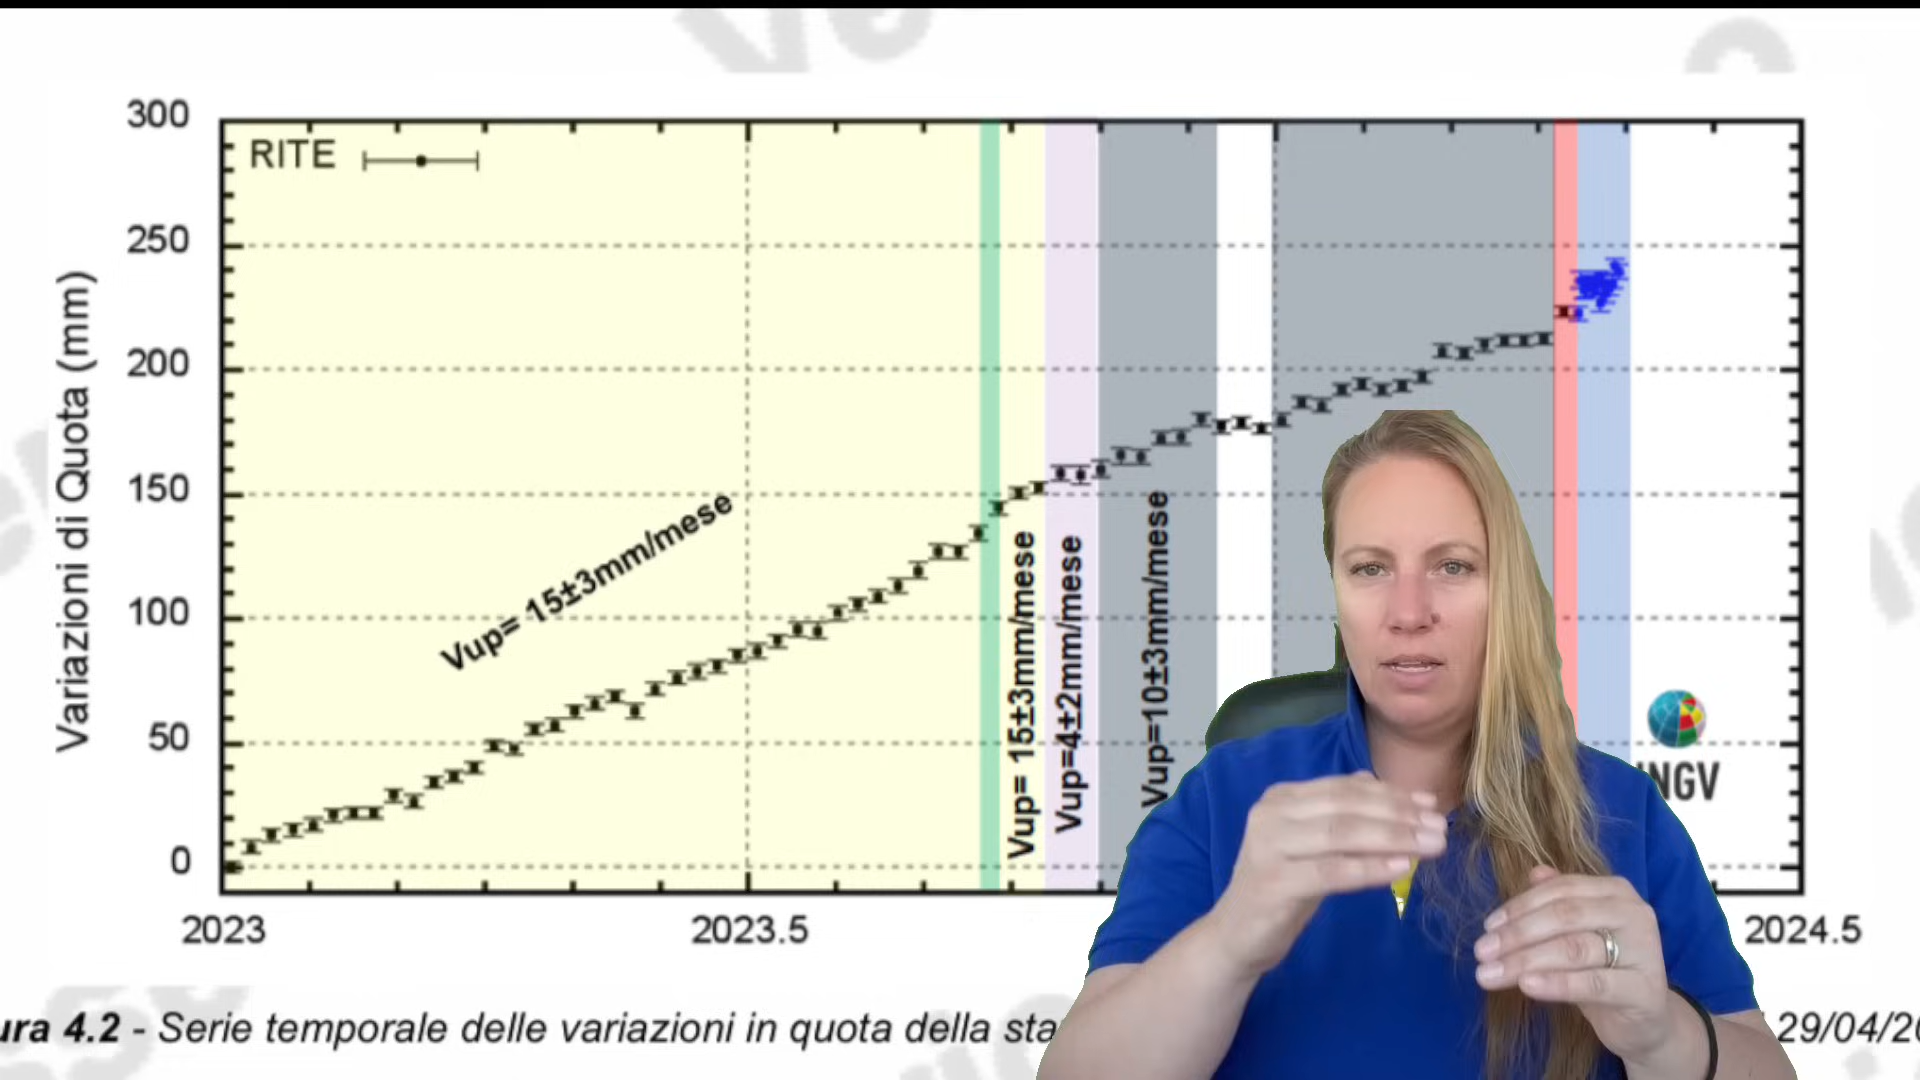 300
RITE
250
200
150
100
50
0
Variazioni di Quota (mm)
Vup= 15±3mm/mese
Vup= 15±3mm/mese
Vup=4±2mm/mese
Vup=10±3mm/mese
INGV
2023
2023.5
2024.5
ura 4.2 - Serie temporale delle variazioni in quota della sta
29/04/20